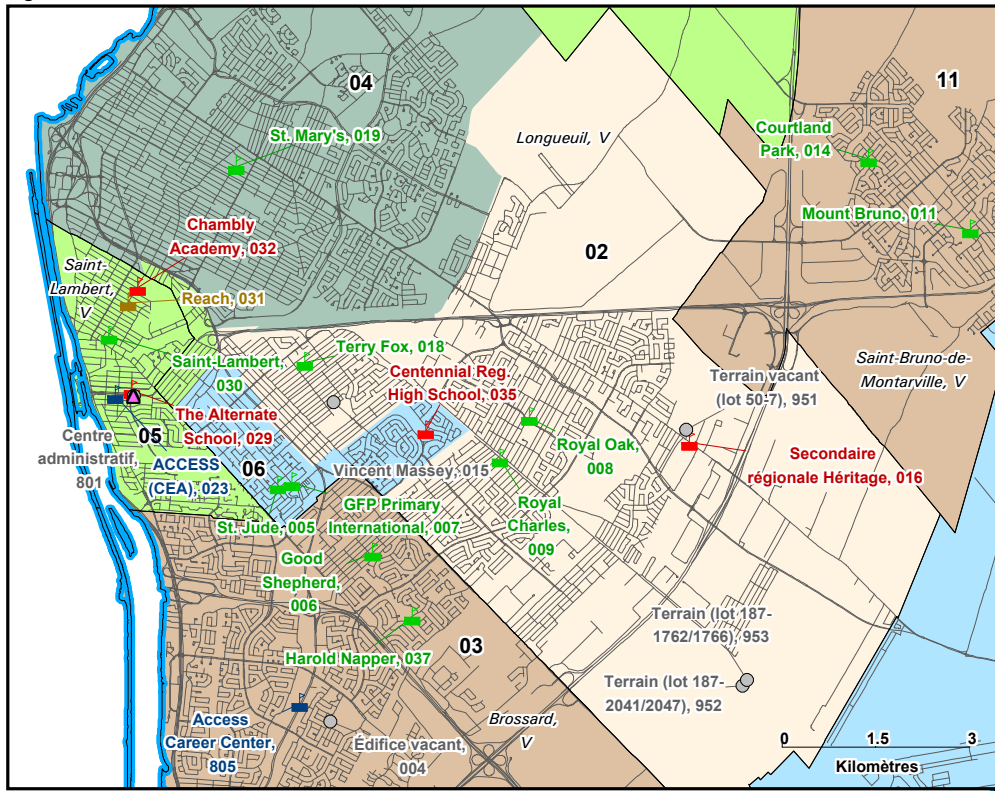 04
11
St. Mary's, 019
Longueuil, V
Courtland
Park, 014
Mount Bruno, 011
Chambly
Academy, 032
02
Saint-
Lambert,
V
Reach, 031
Saint-Lambert,
030
Terry Fox, 018
Centennial Reg.
High School, 035
Terrain vacant
(lot 50-7), 951
Saint-Bruno-de-
Montarville, V
The Alternate
School, 029
05
Centre
administratif,
801
ACCESS
(CEA), 023
06
Vincent Massey, 015
Royal Oak,
008
Secondaire
régionale Héritage, 016
St. Jude, 005
GFP Primary
International, 007
Royal
Charles,
009
Good
Shepherd,
006
Harold Napper, 037
03
Terrain (lot 187-
1762/1766), 953
Terrain (lot 187-
2041/2047), 952
Access
Career Center,
805
Édifice vacant,
004
Brossard,
V
0 1.5 3
Kilomètres